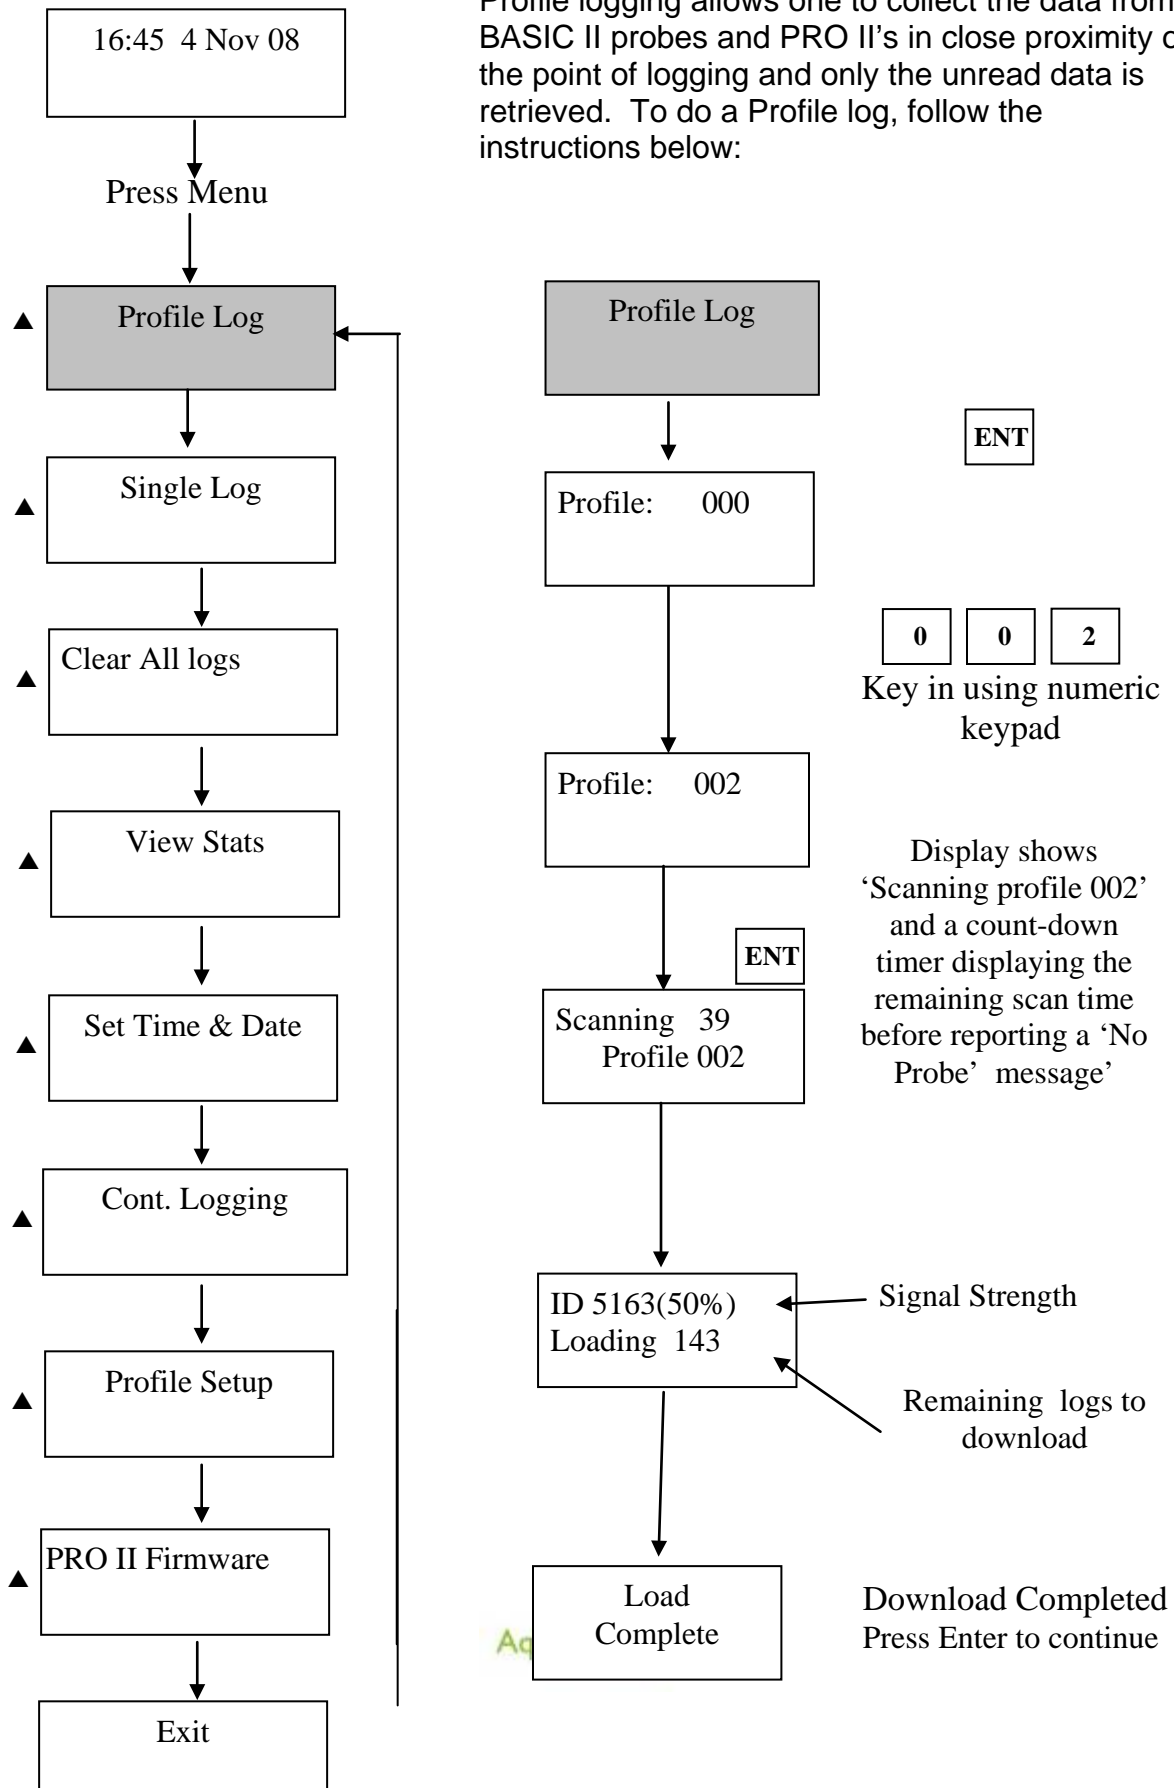 Profile logging allows one to collect the data from
BASIC II probes and PRO II's in close proximity
the point of logging and only the unread data is
retrieved. To do a Profile log, follow the
instructions below:
16:45 4 Nov 08
Press Menu
▲ Profile Log
▲ Single Log
▲ Clear All logs
▲ View Stats
▲ Set Time & Date
▲ Cont. Logging
▲ Profile Setup
▲ PRO II Firmware
Exit
Profile Log
ENT
Profile: 000
0 0 2
Key in using numeric
keypad
Profile: 002
ENT
Display shows
‘Scanning profile 002’
and a count-down
timer displaying the
remaining scan time
before reporting a ‘No
Probe’ message’
Scanning 39
Profile 002
ID 5163(50%)
Loading 143
Signal Strength
Remaining logs to
download
Load
Complete
Download Completed
Press Enter to continue